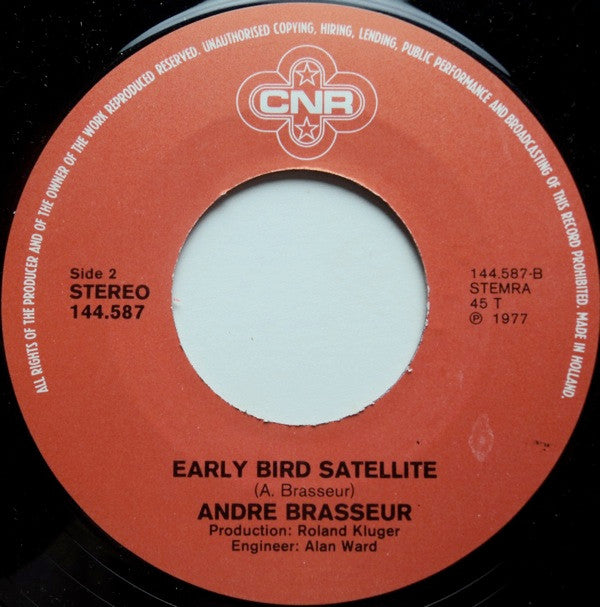 ALL RIGHTS OF THE PRODUCER AND OF THE OWNER OF THE WORK REPRODUCED RESERVED. UNAUTHORISED COPYING, HIRING, LENDING, PUBLIC PERFORMANCE AND BROADCASTING OF THIS RECORD PROHIBITED. MADE IN HOLLAND.
CNR
Side 2
STEREO
144.587
144.587-B
STEMRA
45 T
℗ 1977
EARLY BIRD SATELLITE
(A. Brasseur)
ANDRE BRASSEUR
Production: Roland Kluger
Engineer: Alan Ward